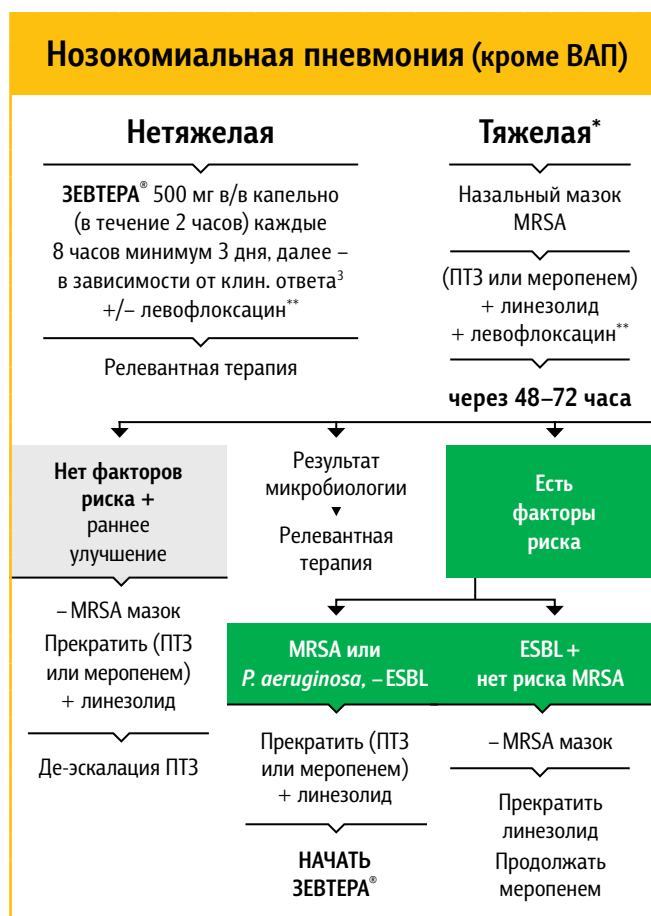 Нозокомиальная пневмония (кроме ВАП)
Нетяжелая
ЗЕВТЕРА® 500 мг в/в капельно
(в течение 2 часов) каждые
8 часов минимум 3 дня, далее –
в зависимости от клин. ответа³
+/– левофлоксацин**
Релевантная терапия
Тяжелая*
Назальный мазок
MRSA
(ПТЗ или меропенем)
+ линезолид
+ левофлоксацин**
через 48–72 часа
Нет факторов
риска +
раннее
улучшение
– MRSA мазок
Прекратить (ПТЗ
или меропенем)
+ линезолид
Де-эскалация ПТЗ
Результат
микробиологии
Релевантная
терапия
Есть
факторы
риска
MRSA или
P. aeruginosa, – ESBL
Прекратить (ПТЗ
или меропенем)
+ линезолид
НАЧАТЬ
ЗЕВТЕРА®
ESBL +
нет риска MRSA
– MRSA мазок
Прекратить
линезолид
Продолжать
меропенем